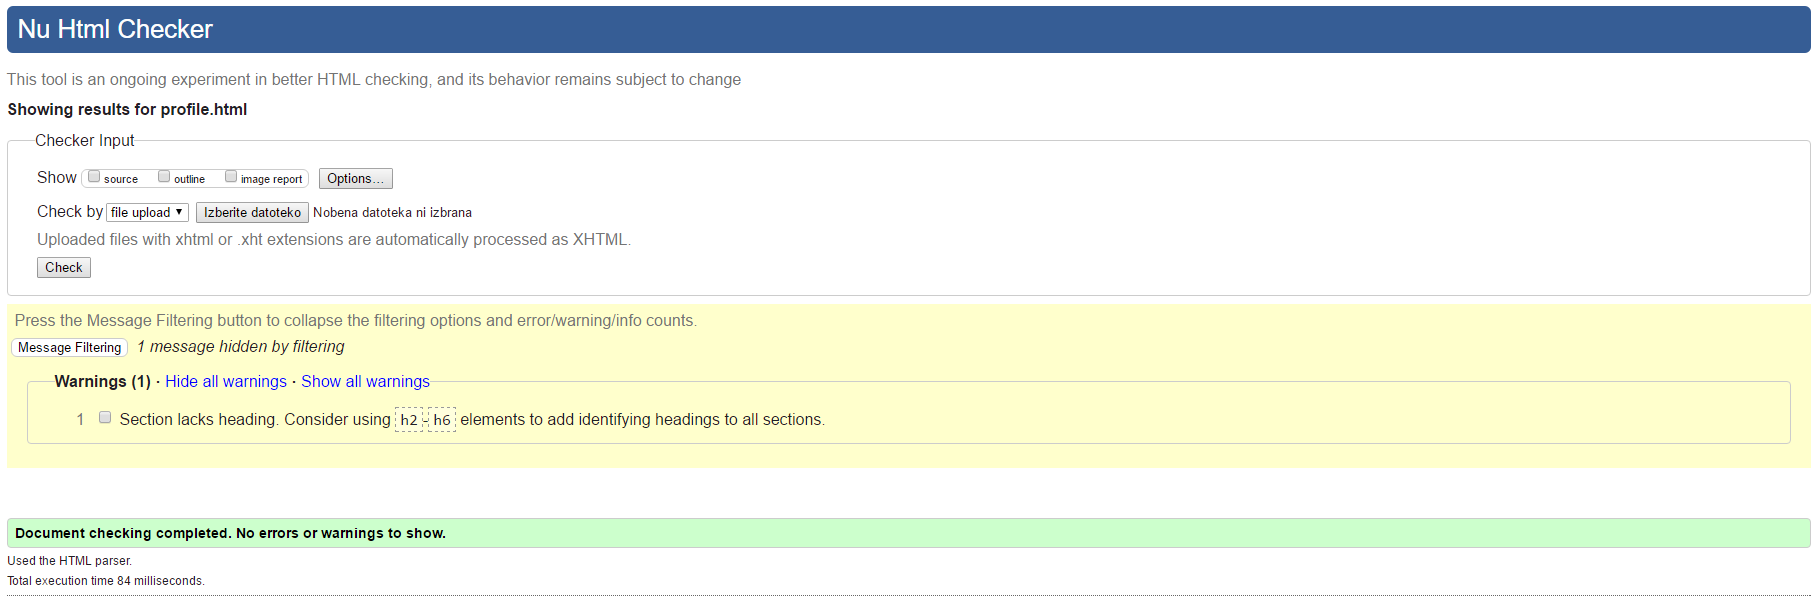 Nu Html Checker
This tool is an ongoing experiment in better HTML checking, and its behavior remains subject to change
Showing results for profile.html
Checker Input
Show source outline image report Options...
Check by file upload Izberite datoteko Nobena datoteka ni izbrana
Uploaded files with xhtml or .xht extensions are automatically processed as XHTML.
Check
Press the Message Filtering button to collapse the filtering options and error/warning/info counts.
Message Filtering 1 message hidden by filtering
Warnings (1) · Hide all warnings · Show all warnings
1 Section lacks heading. Consider using h2-h6 elements to add identifying headings to all sections.
Document checking completed. No errors or warnings to show.
Used the HTML parser.
Total execution time 84 milliseconds.